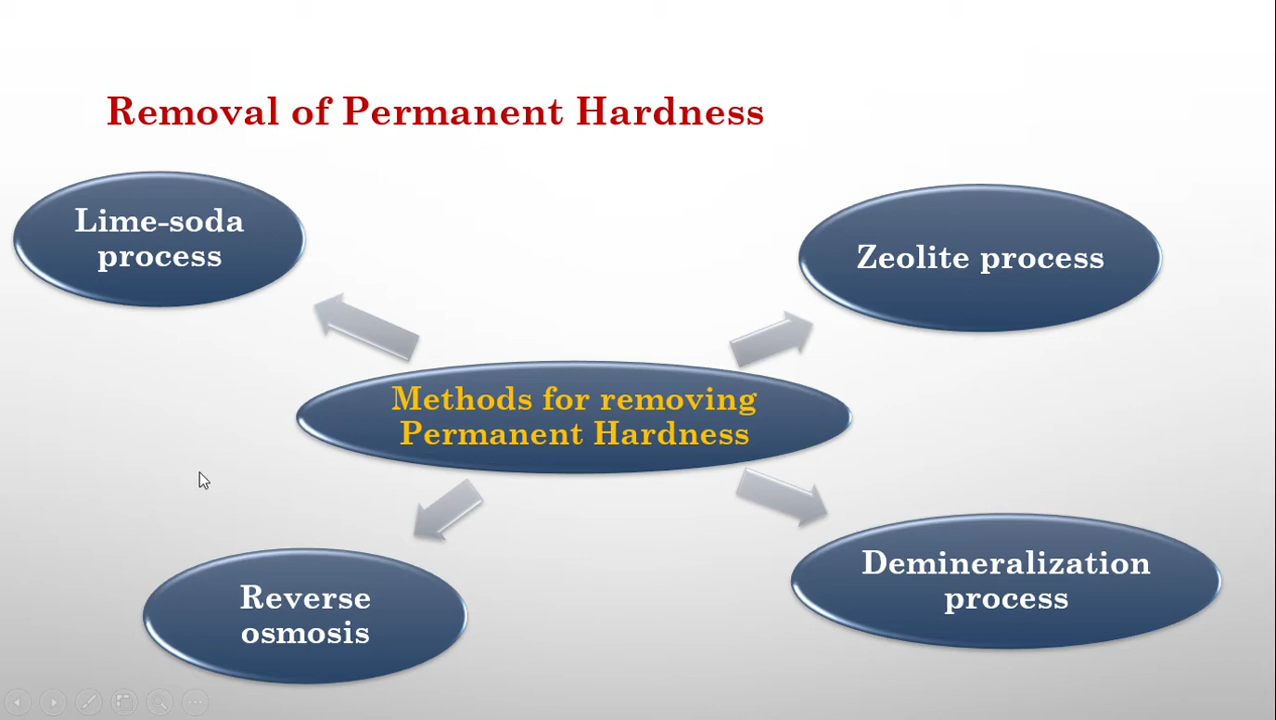 Removal of Permanent Hardness
Lime-soda
process
Zeolite process
Methods for removing
Permanent Hardness
Reverse
osmosis
Demineralization
process